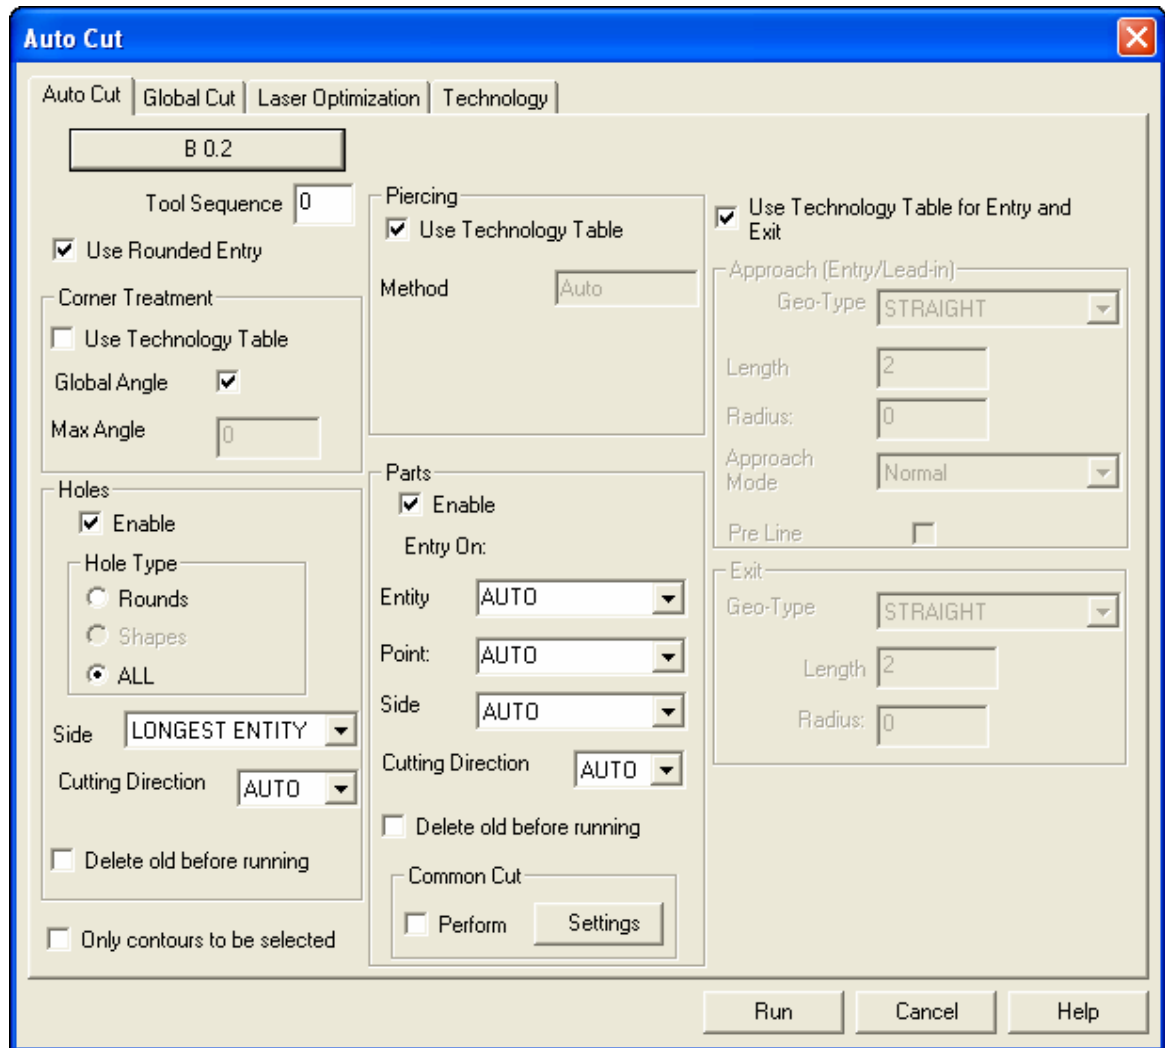 Auto Cut
Auto Cut Global Cut Laser Optimization Technology
B 0.2
Tool Sequence 0
Use Rounded Entry
Corner Treatment
Use Technology Table
Global Angle
Max Angle 0
Holes
Enable
Hole Type
Rounds
Shapes
ALL
Side LONGEST ENTITY
Cutting Direction AUTO
Delete old before running
Only contours to be selected
Piercing
Use Technology Table
Method Auto
Parts
Enable
Entry On:
Entity AUTO
Point: AUTO
Side AUTO
Cutting Direction AUTO
Delete old before running
Common Cut
Perform Settings
Use Technology Table for Entry and
Exit
Approach (Entry/Lead-in)
Geo-Type STRAIGHT
Length 2
Radius: 0
Approach
Mode Normal
Pre Line
Exit
Geo-Type STRAIGHT
Length 2
Radius: 0
Run Cancel Help